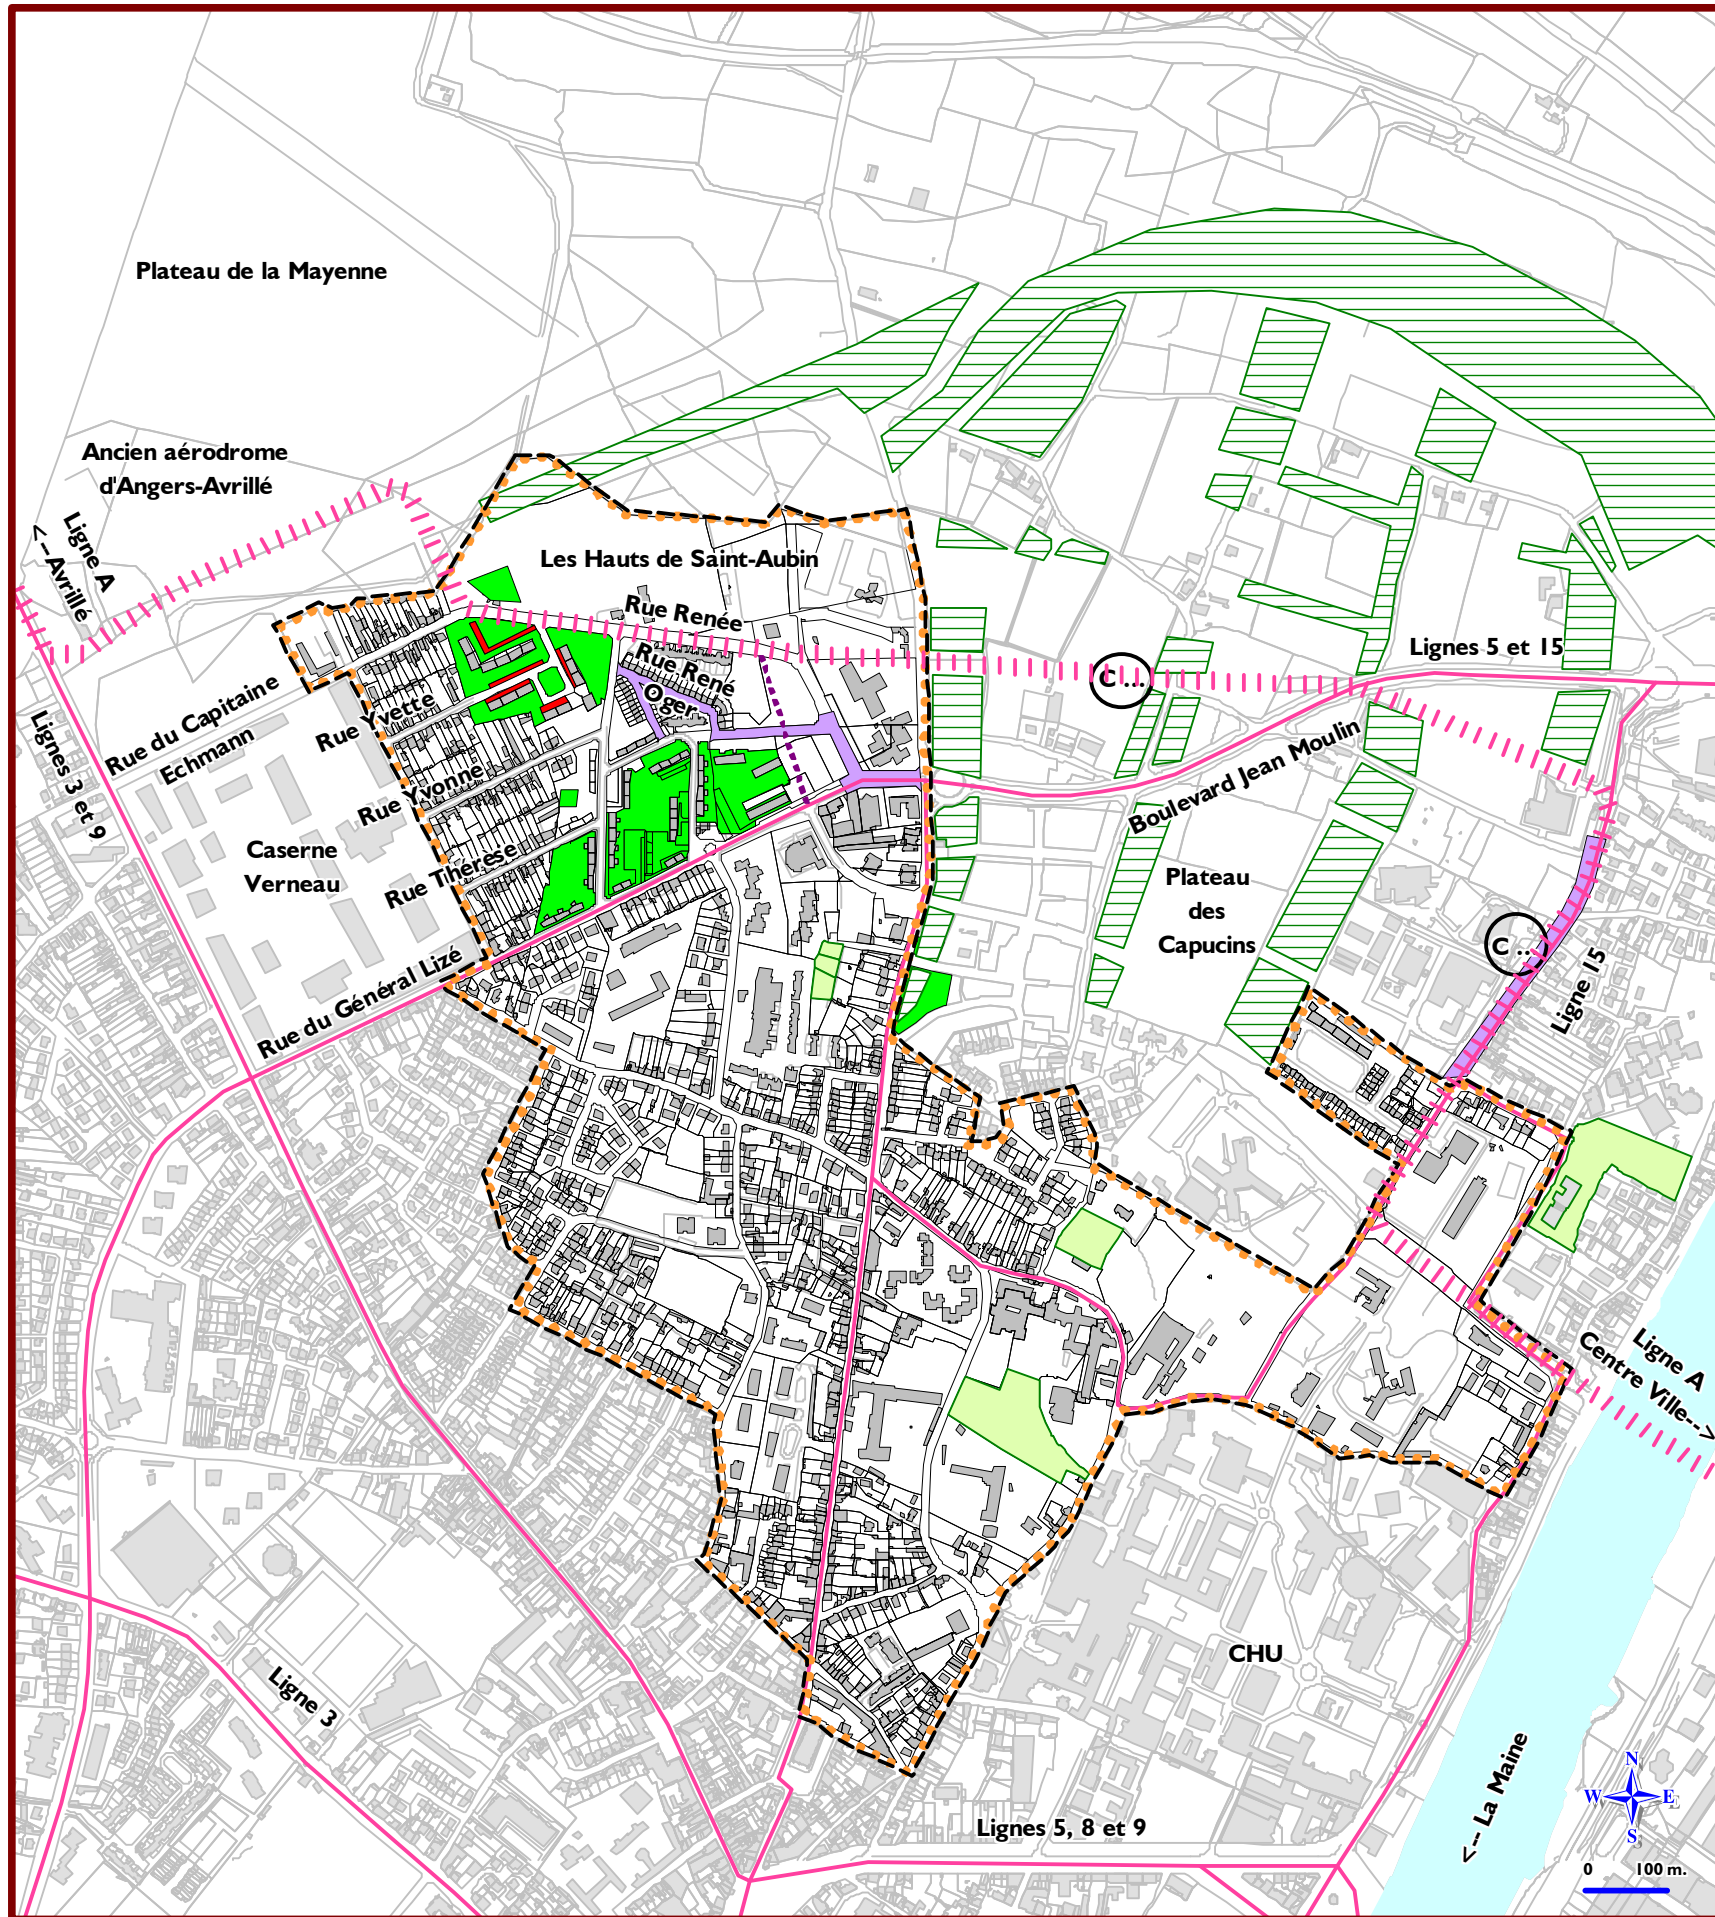 Plateau de la Mayenne
Ancien aérodrome
d'Angers-Avrillé
Ligne A
<--Avrillé
Les Hauts de Saint-Aubin
Rue Renée
Rue René
Oger
Lignes 5 et 15
C ...
Rue du Capitaine
Echmann
Rue Yvette
Lignes 3 et 9
Rue Yvonne
Boulevard Jean Moulin
Caserne
Verneau
Rue Thérèse
Plateau
des
Capucins
C ...
Rue du Général Lizé
Ligne 15
Ligne A
Centre Ville-->
CHU
Ligne 3
<-- La Maine
Lignes 5, 8 et 9
N
W E
S
0 100 m.